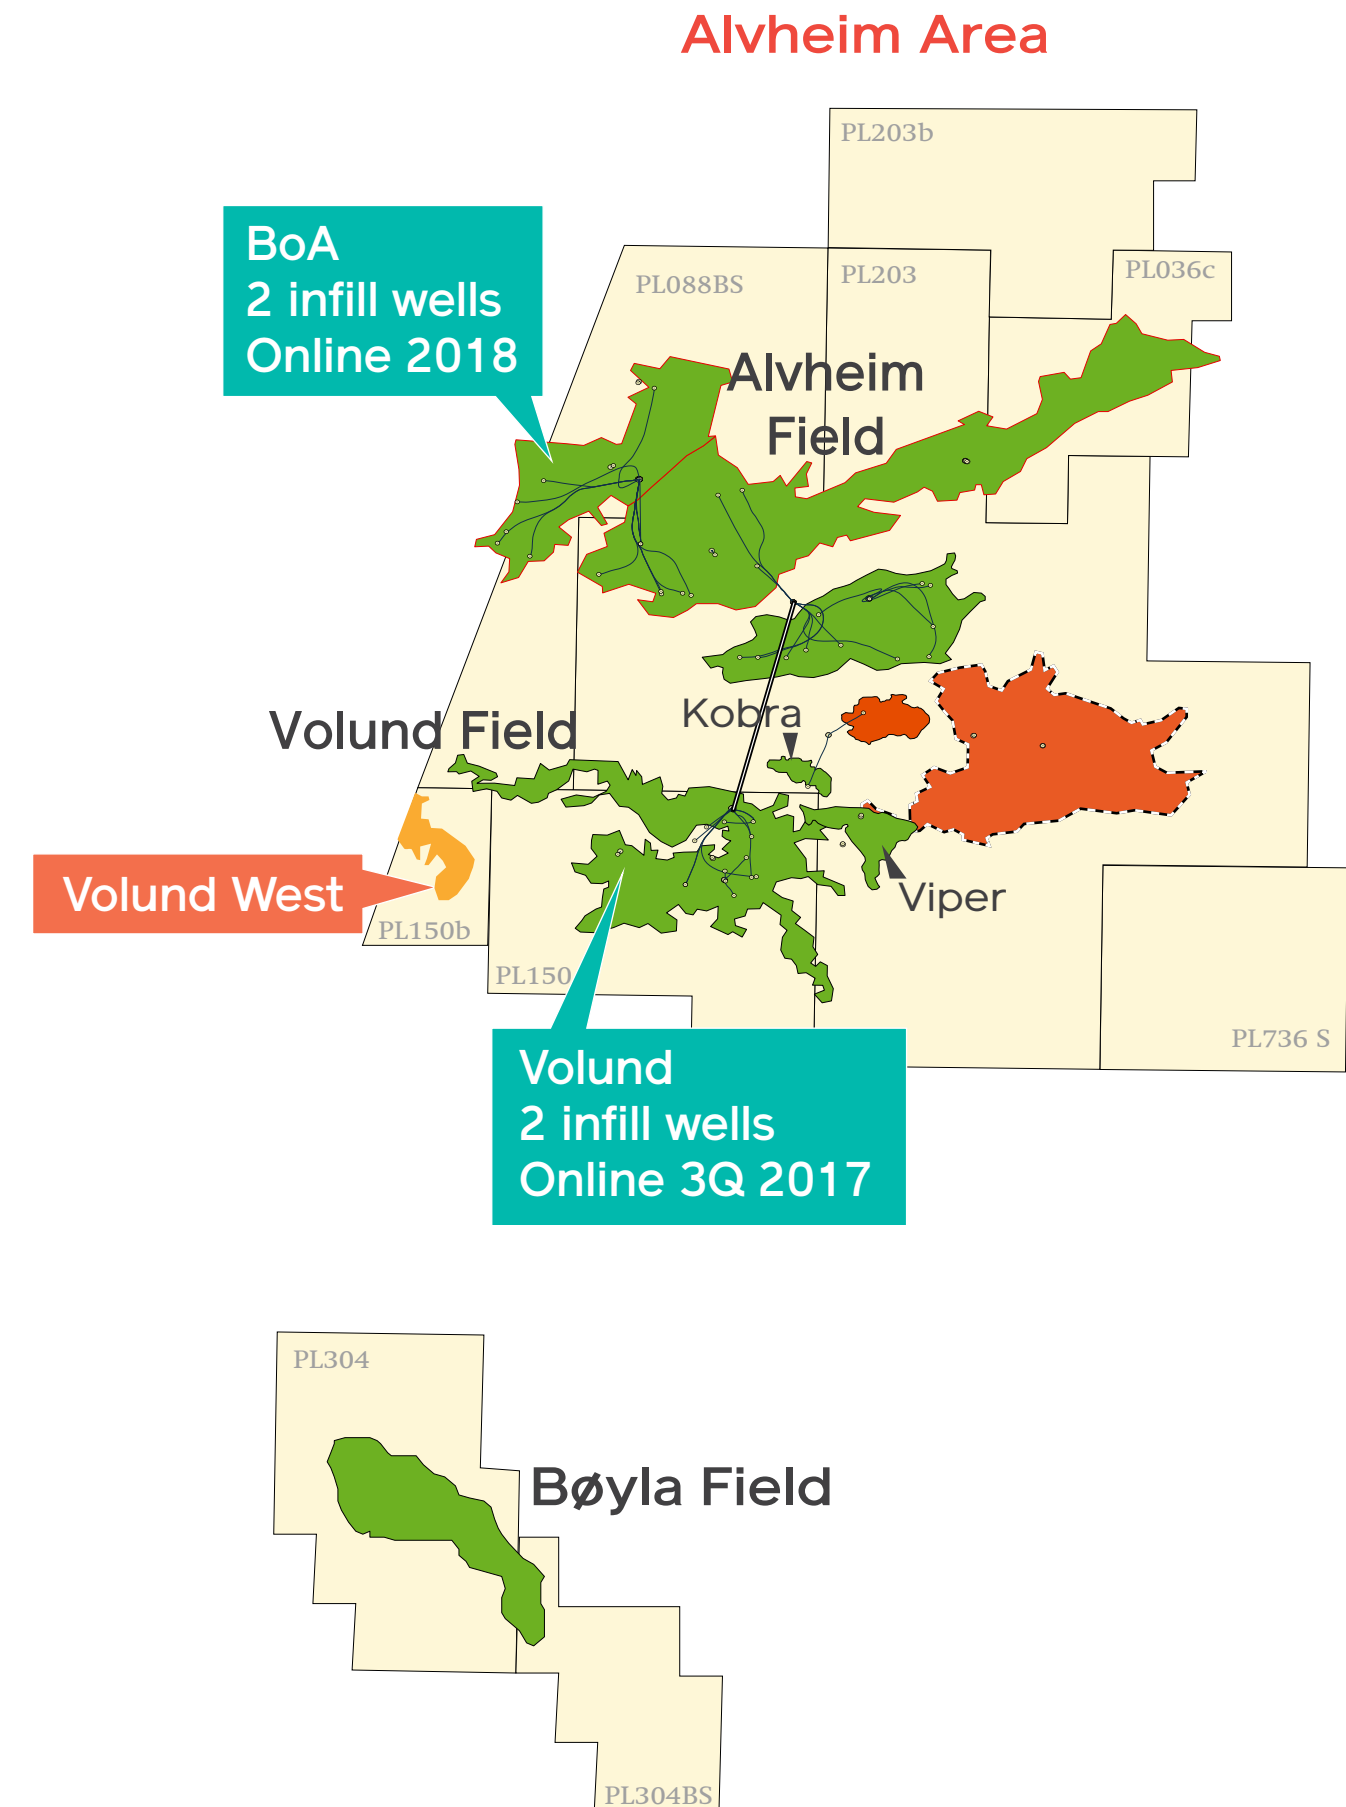 Alvheim Area
PL203b
BoA
2 infill wells
Online 2018
PL088BS
PL203
PL036c
Alvheim
Field
Kobra
Volund Field
Volund West
PL150b
Viper
PL150
PL736 S
Volund
2 infill wells
Online 3Q 2017
PL304
Bøyla Field
PL304BS